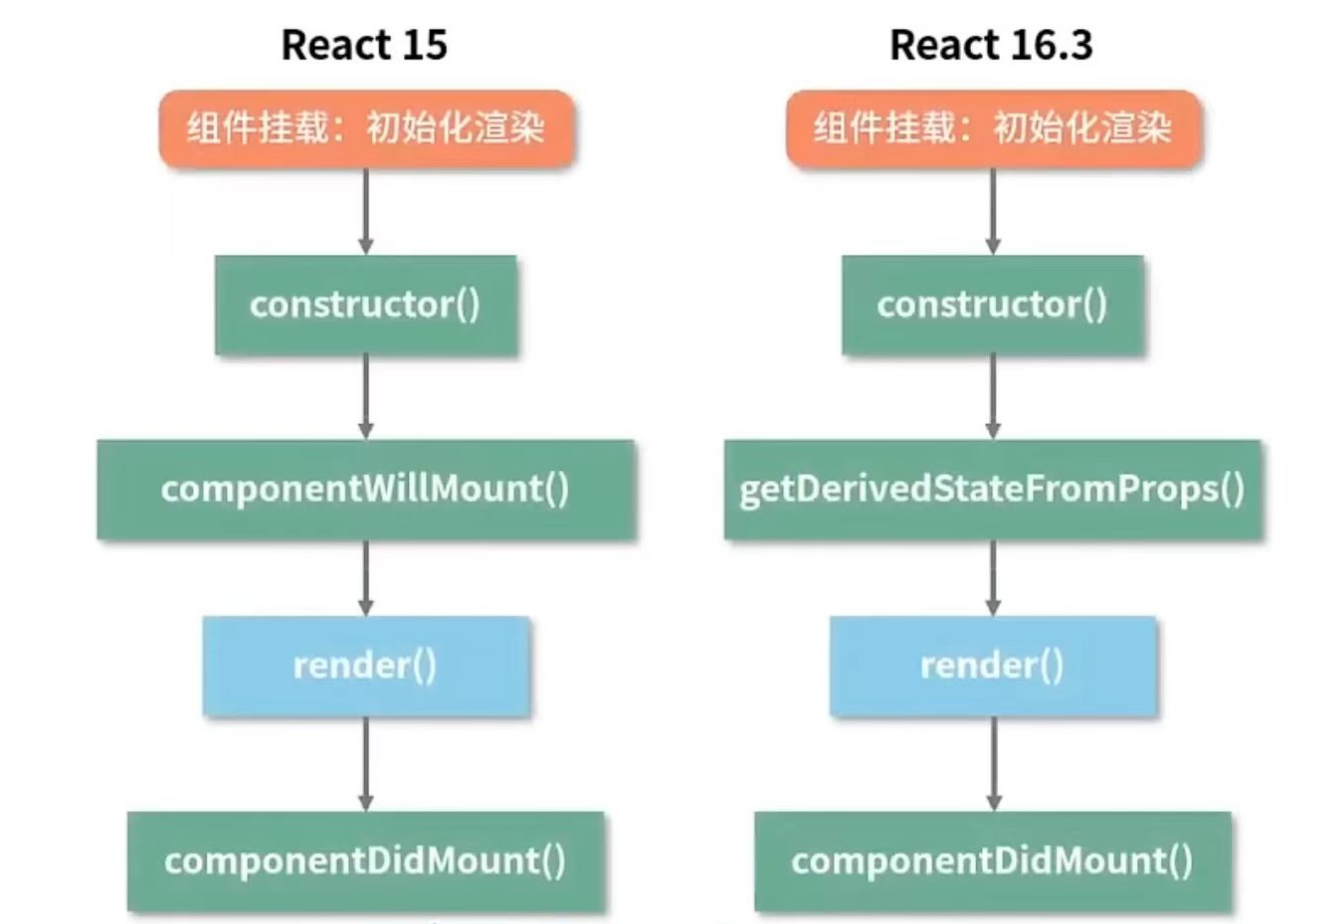 React 15
组件挂载：初始化渲染
constructor()
componentWillMount()
render()
componentDidMount()
React 16.3
组件挂载：初始化渲染
constructor()
getDerivedStateFromProps()
render()
componentDidMount()